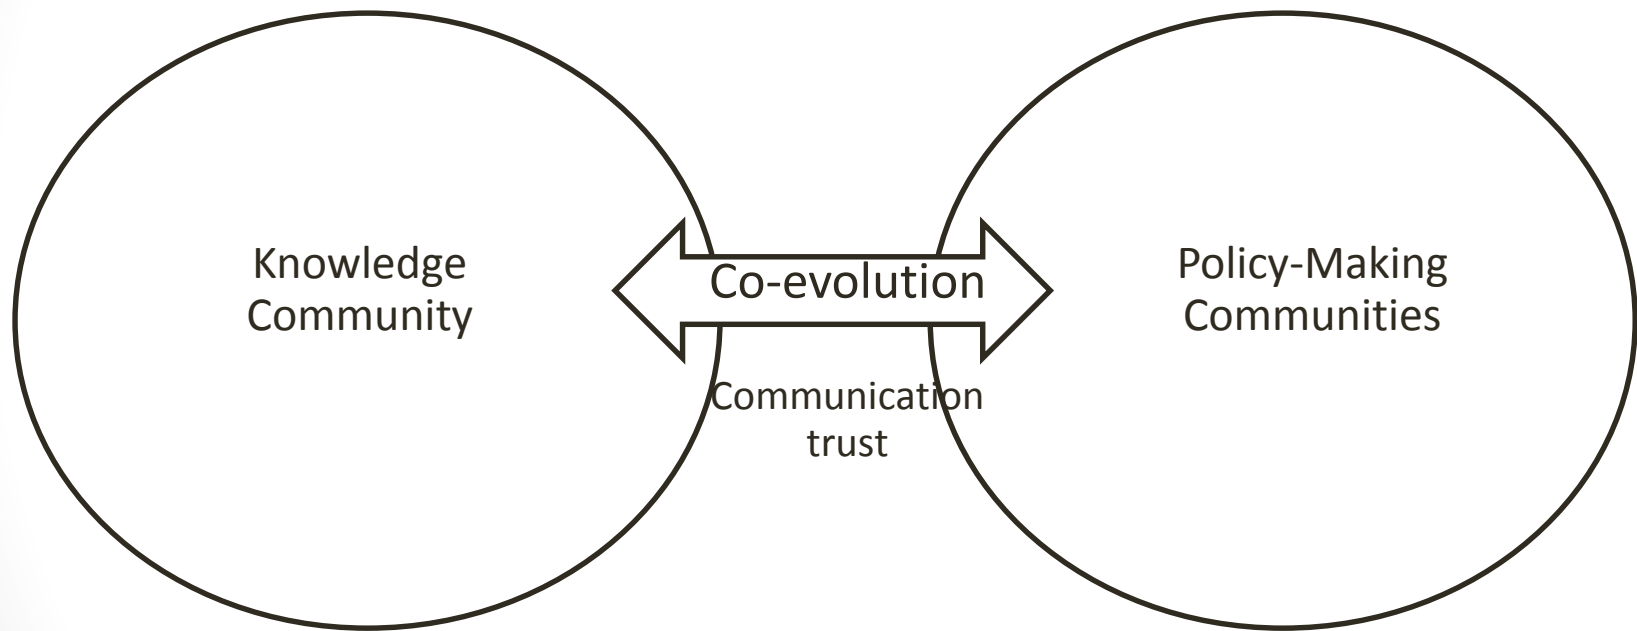 Knowledge
Community
Co-evolution
Communication
trust
Policy-Making
Communities